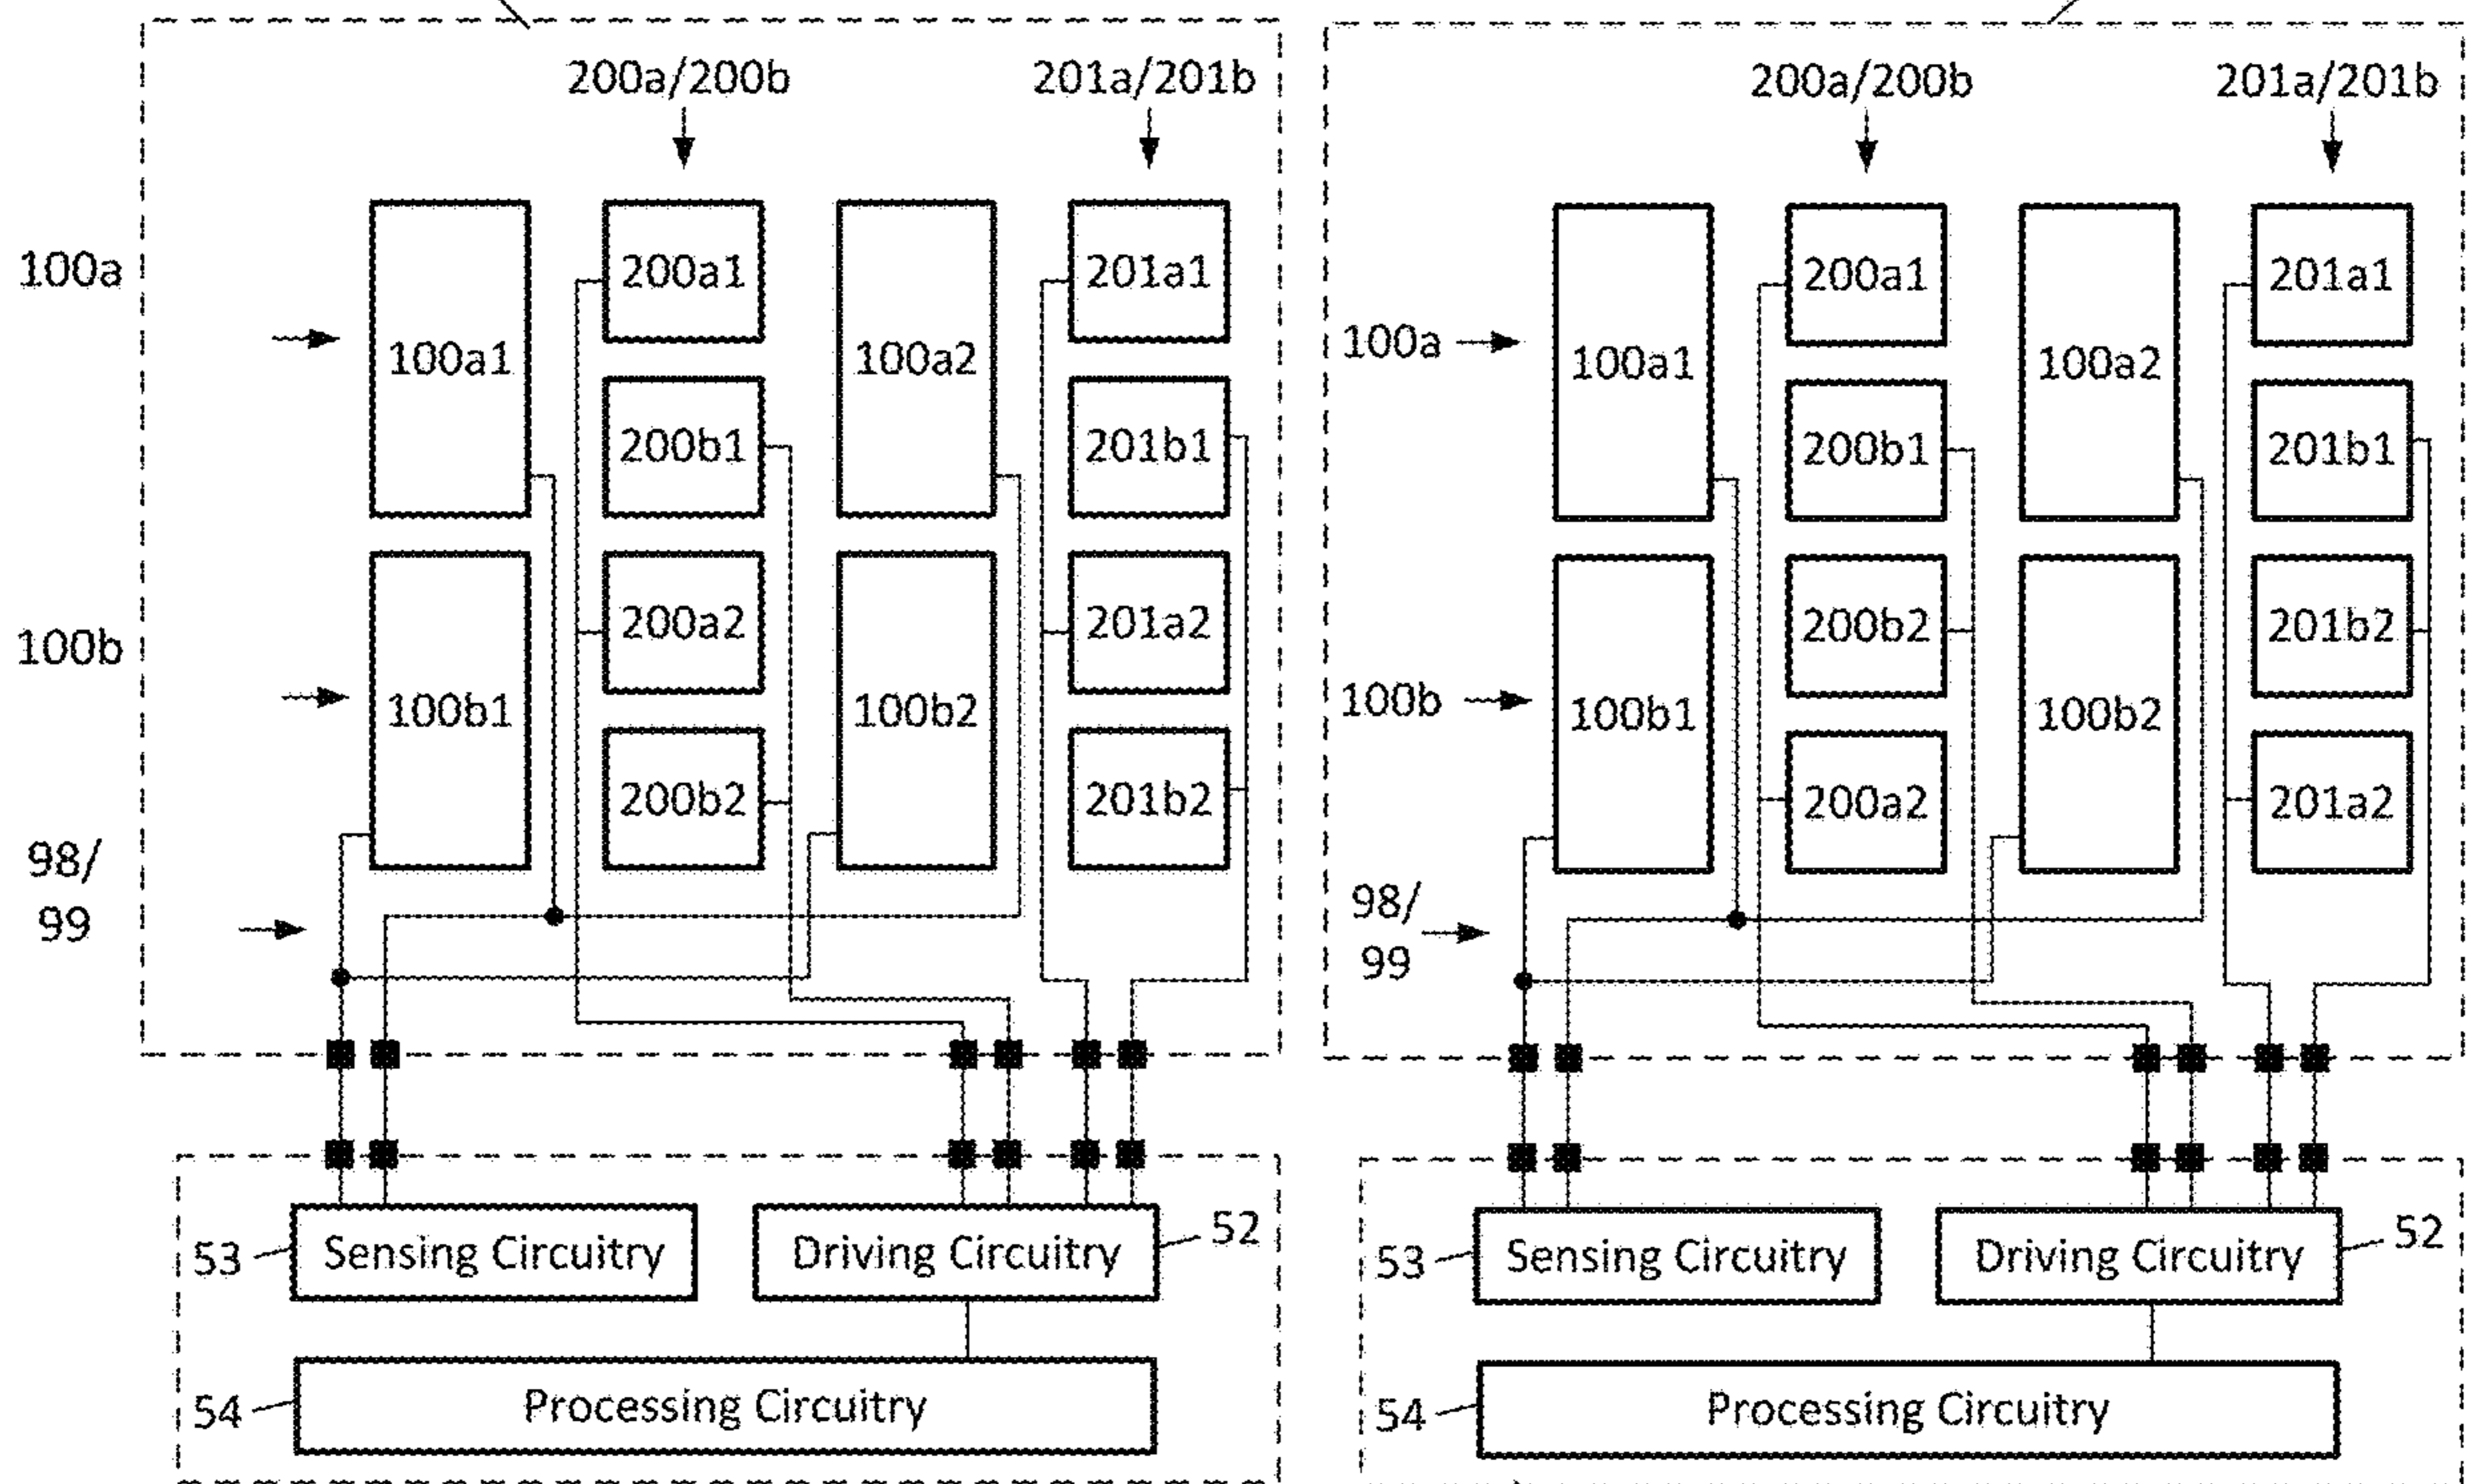 200a/200b 201a/201b
100a
100a1 200a1 100a2 201a1
200b1 201b1
100b
100b1 200a2 100b2 201a2
200b2 201b2
98/
99
53 Sensing Circuitry Driving Circuitry 52
54 Processing Circuitry
200a/200b 201a/201b
100a
100a1 200a1 100a2 201a1
200b1 201b1
100b
100b1 200b2 100b2 201b2
200a2 201a2
98/
99
53 Sensing Circuitry Driving Circuitry 52
54 Processing Circuitry